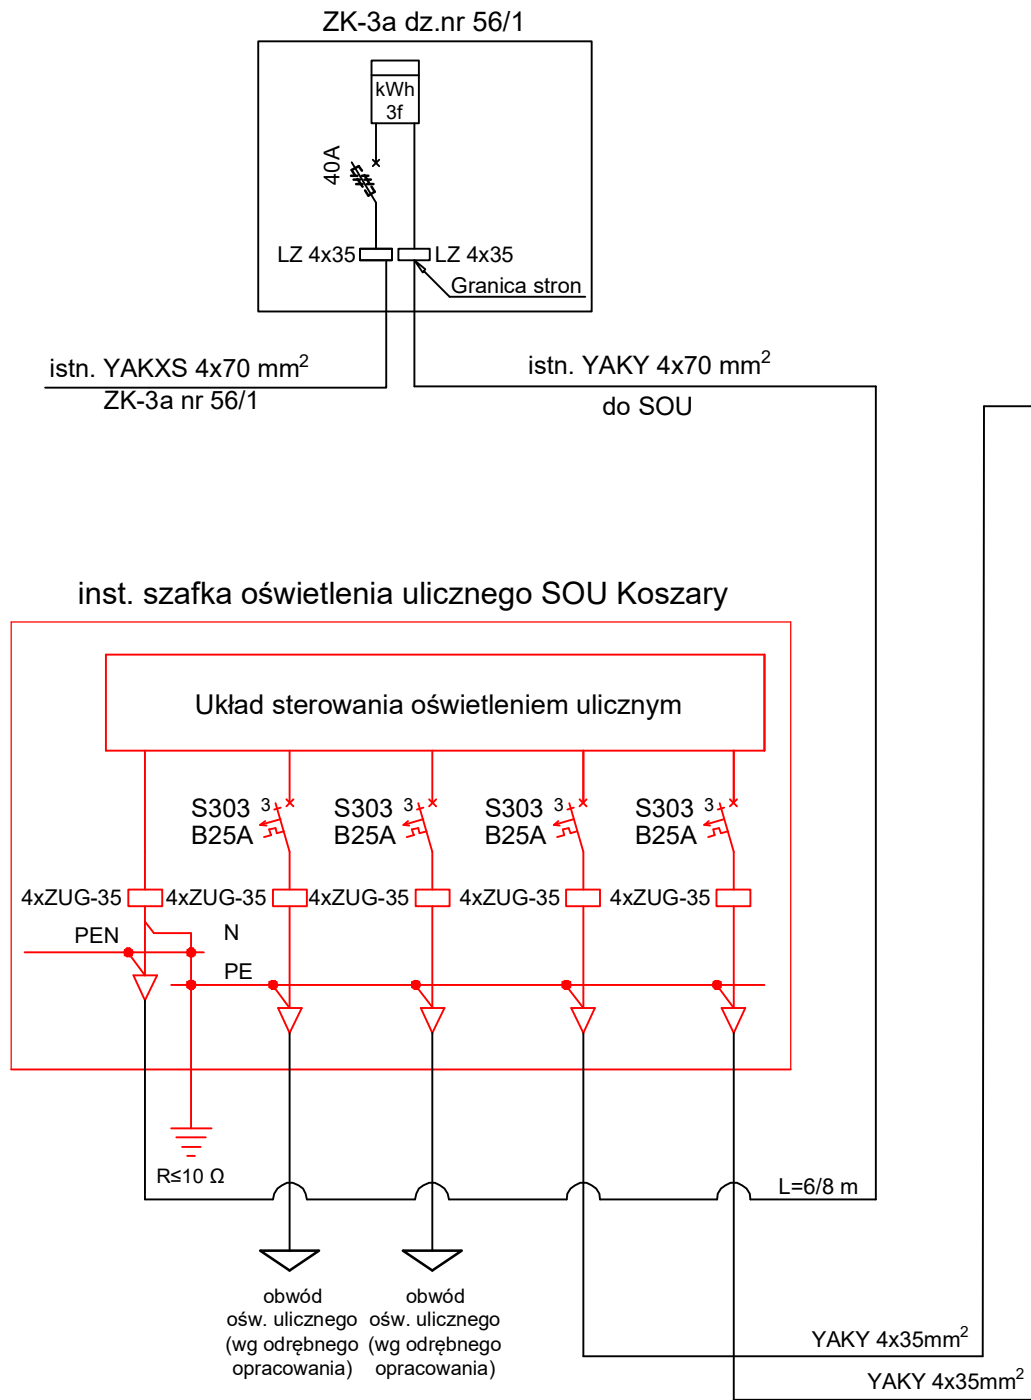 ZK-3a dz.nr 56/1
kWh
3f
40A
LZ 4x35
LZ 4x35
Granica stron
istn. YAKXS 4x70 mm²
ZK-3a nr 56/1
istn. YAKY 4x70 mm²
do SOU
inst. szafka oświetlenia ulicznego SOU Koszary
Układ sterowania oświetleniem ulicznym
S303 3
B25A
S303 3
B25A
S303 3
B25A
S303 3
B25A
4xZUG-35
4xZUG-35
4xZUG-35
4xZUG-35
4xZUG-35
PEN
N
PE
R≤10 Ω
L=6/8 m
obwód
ośw. ulicznego
(wg odrębnego
opracowania)
obwód
ośw. ulicznego
(wg odrębnego
opracowania)
YAKY 4x35mm²
YAKY 4x35mm²